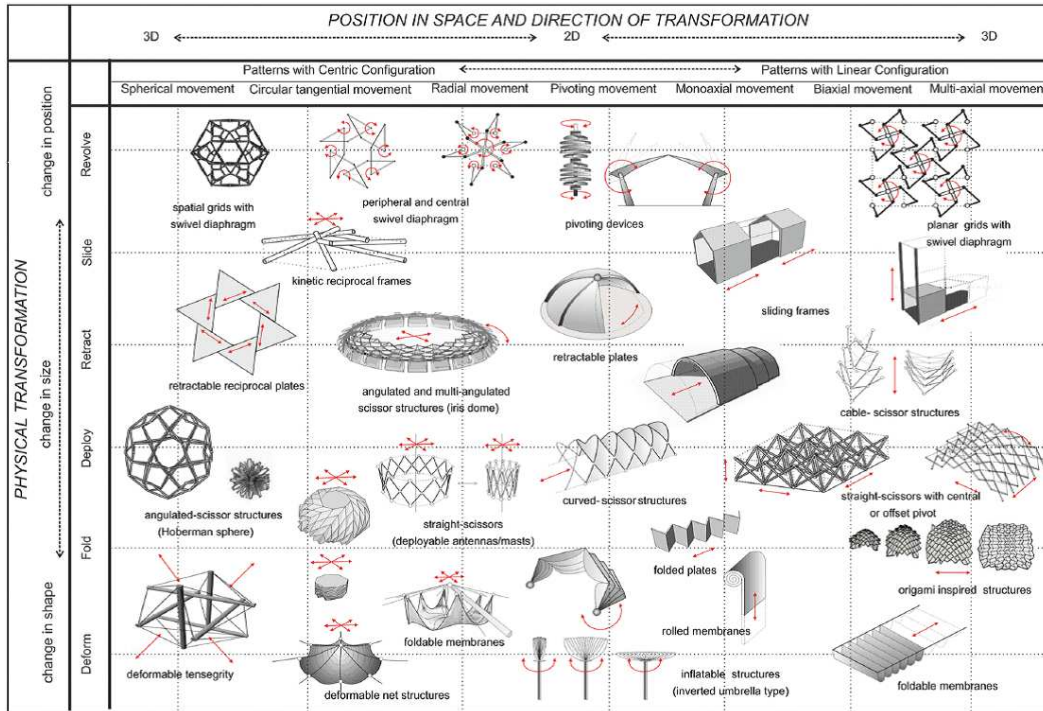 POSITION IN SPACE AND DIRECTION OF TRANSFORMATION
3D 2D 3D
Patterns with Centric Configuration Patterns with Linear Configuration
Spherical movement Circular tangential movement Radial movement Pivoting movement Monoaxial movement Biaxial movement Multi-axial movement
PHYSICAL TRANSFORMATION
change in position
change in size
change in shape
Revolve
Slide
Retract
Deploy
Fold
Deform
spatial grids with
swivel diaphragm
peripheral and central
swivel diaphragm
pivoting devices
planar grids with
swivel diaphragm
kinetic reciprocal frames
sliding frames
retractable reciprocal plates
angulated and multi-angulated
scissor structures (iris dome)
retractable plates
cable- scissor structures
angulated-scissor structures
(Hoberman sphere)
straight-scissors
(deployable antennas/masts)
curved- scissor structures
straight-scissors with central
or offset pivot
folded plates
origami inspired structures
deformable tensegrity
deformable net structures
foldable membranes
rolled membranes
inflatable structures
(inverted umbrella type)
foldable membranes